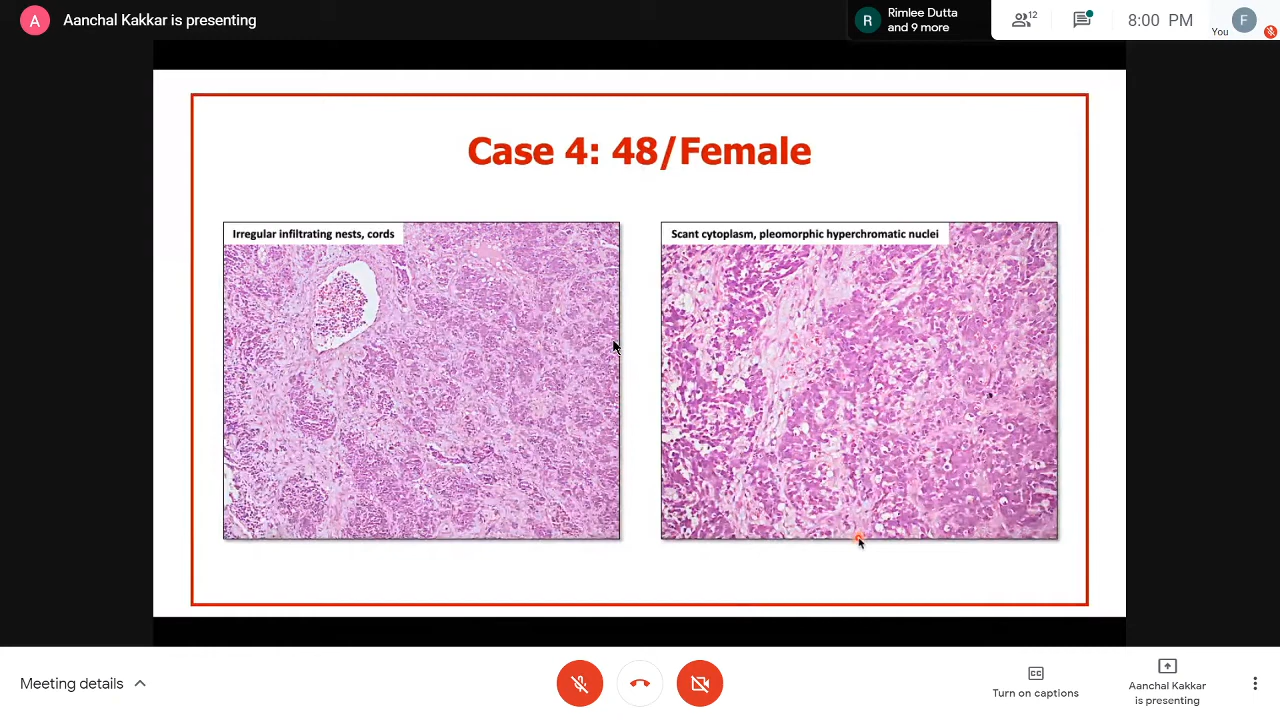 A
Aanchal Kakkar is presenting
R
Rimlee Dutta
and 9 more
12
8:00 PM
You
F
Case 4: 48/Female
Irregular infiltrating nests, cords
Scant cytoplasm, pleomorphic hyperchromatic nuclei
Meeting details
CC
Turn on captions
Aanchal Kakkar
is presenting